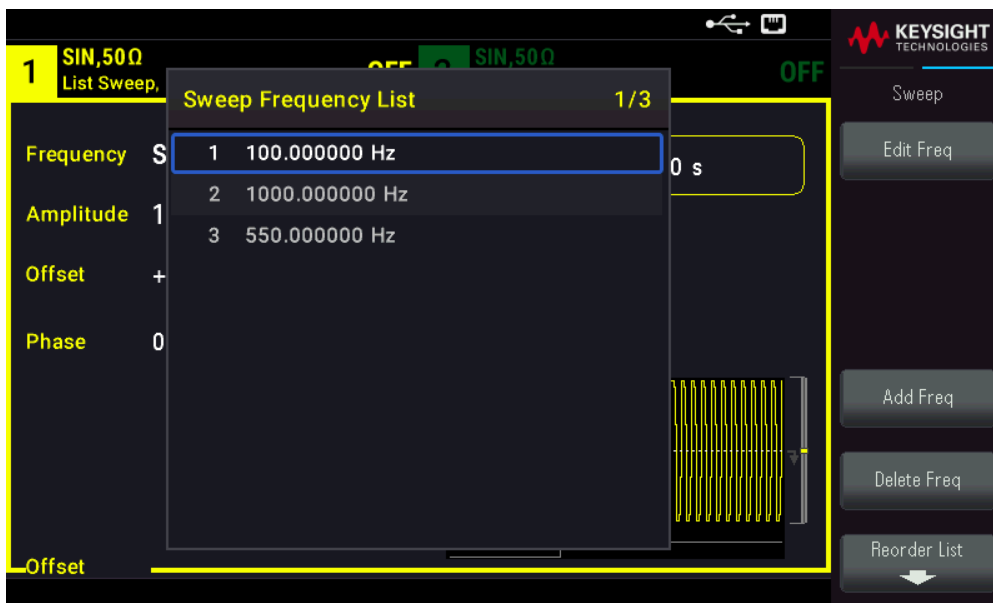 KEYSIGHT
TECHNOLOGIES
1 SIN,50Ω
List Sweep,
OFF
2 SIN,50Ω
OFF
Sweep
Sweep Frequency List 1/3
1 100.000000 Hz
2 1000.000000 Hz
3 550.000000 Hz
Frequency S
0 s
Amplitude 1
Offset +
Phase 0
Offset
Edit Freq
Add Freq
Delete Freq
Reorder List